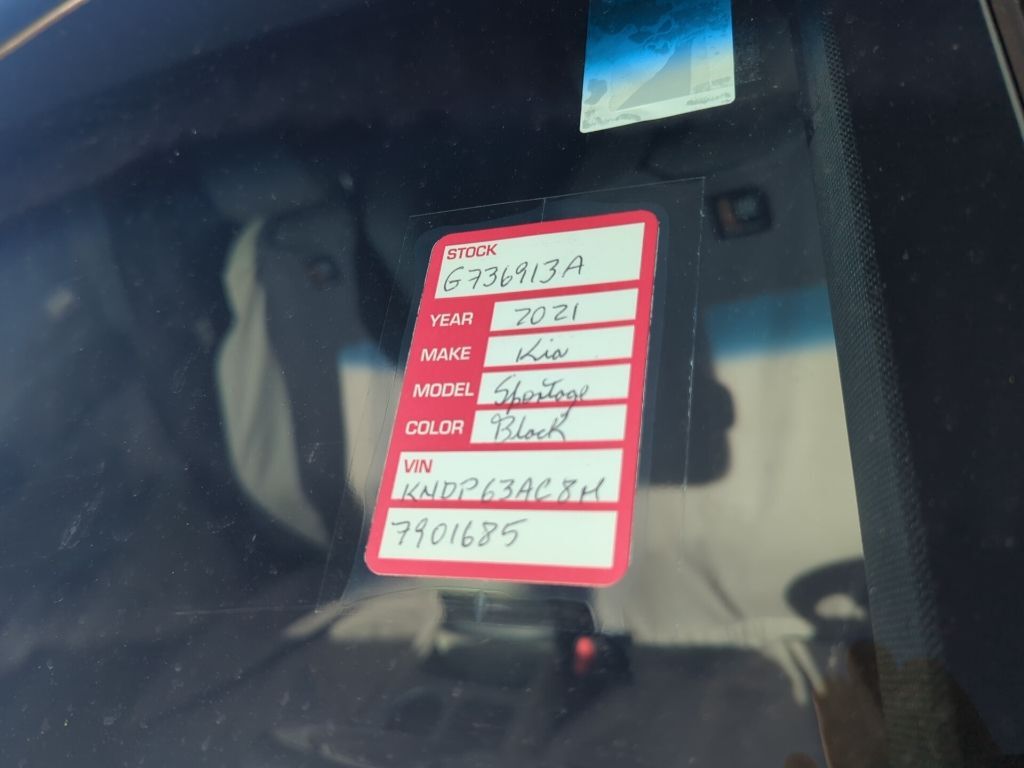 STOCK
G736913A
YEAR 2021
MAKE Kia
MODEL Sportage
COLOR Black
VIN
KNDP63AC8M
7901685